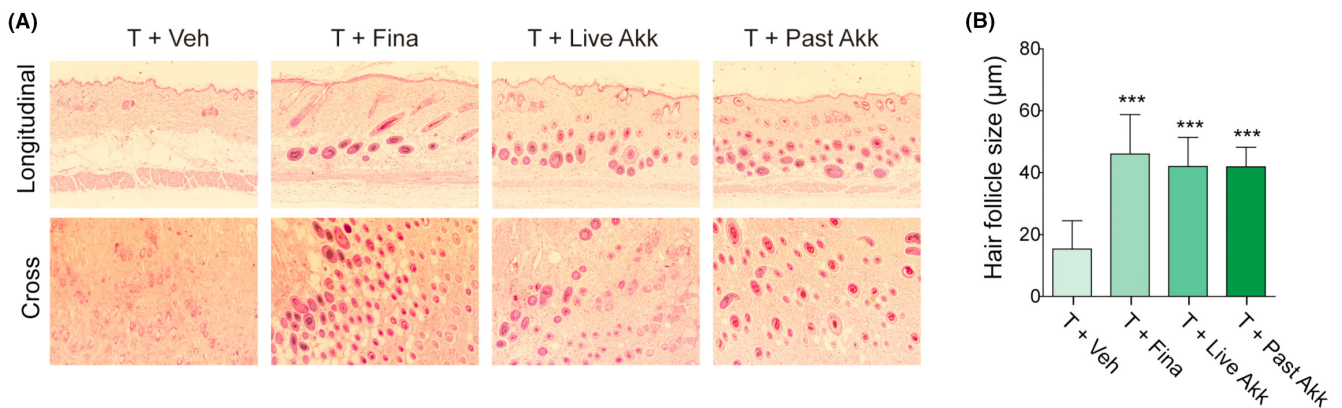 (A)
T + Veh
T + Fina
T + Live Akk
T + Past Akk
Longitudinal
Cross
(B)
Hair follicle size (μm)
80
60
40
20
0
***
***
***
T + Veh
T + Fina
T + Live Akk
T + Past Akk